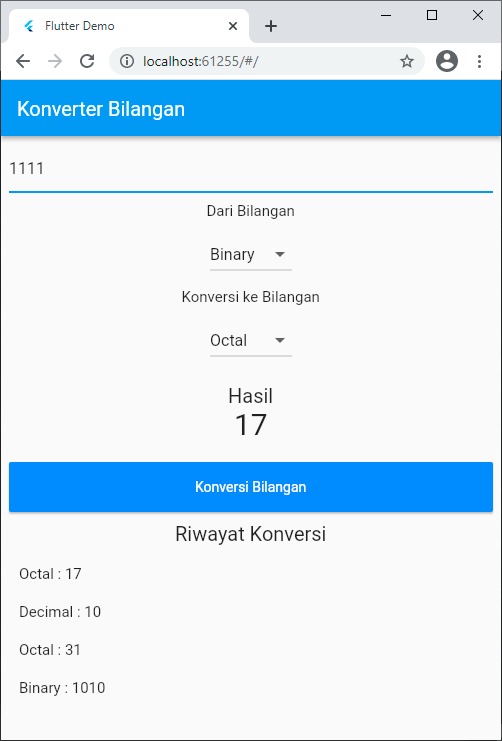 Flutter Demo
localhost:61255/#/
Konverter Bilangan
1111
Dari Bilangan
Binary
Konversi ke Bilangan
Octal
Hasil
17
Konversi Bilangan
Riwayat Konversi
Octal : 17
Decimal : 10
Octal : 31
Binary : 1010